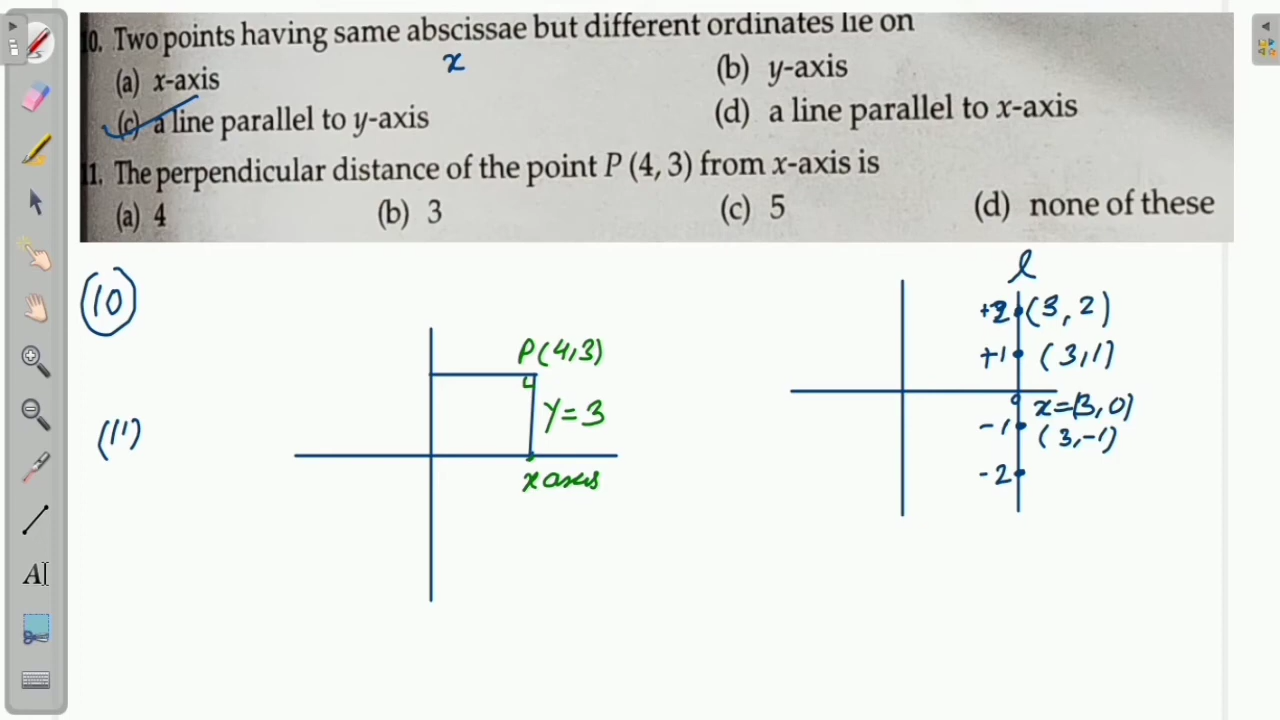 10. Two points having same abscissae but different ordinates lie on
x
(a) x-axis (b) y-axis
(c) a line parallel to y-axis (d) a line parallel to x-axis
11. The perpendicular distance of the point P (4, 3) from x-axis is
(a) 4 (b) 3 (c) 5 (d) none of these
(10)
(11)
P(4,3)
Y=3
x axis
l
+2 (3, 2)
+1 (3,1)
0 x=(3,0)
-1 (3,-1)
-2
AI